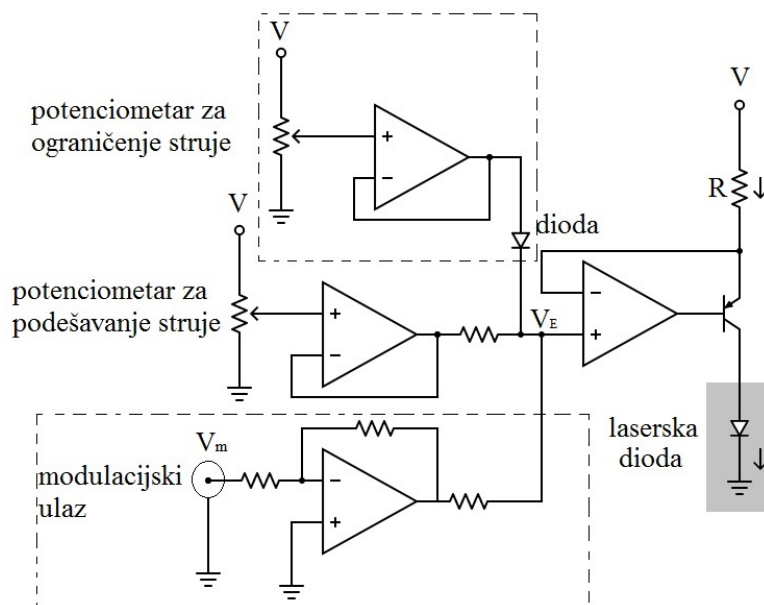 V
potenciometar za
ograničenje struje
+
−
V
dioda
R
V
potenciometar za
podešavanje struje
+
−
V_E
−
+
laserska
dioda
V_m
modulacijski
ulaz
−
+